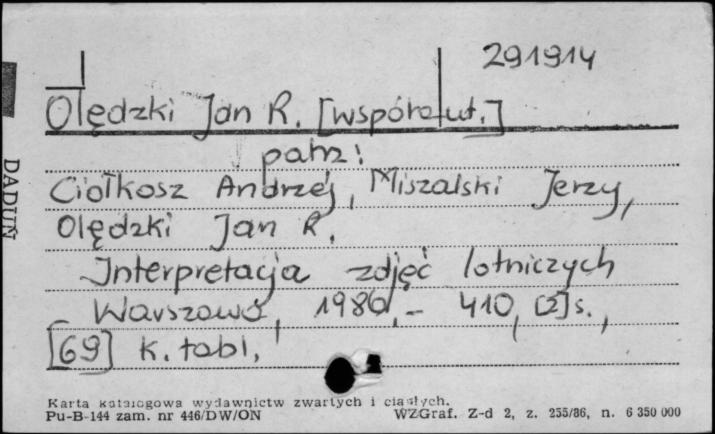 291914
Olędzki Jan R. [współaut.]
patrz:
Ciołkosz Andrzej, Miszalski Jerzy,
Olędzki Jan R.
Interpretacja zdjęć lotniczych
Warszawa, 1986,- 410, [2]s.,
[69] k. tabl.
DADUŃ
Karta katalogowa wydawnictw zwartych i ciągłych.
Pu-B-144 zam. nr 446/DW/ON WZGraf. Z-d 2, z. 235/86, n. 6 350 000